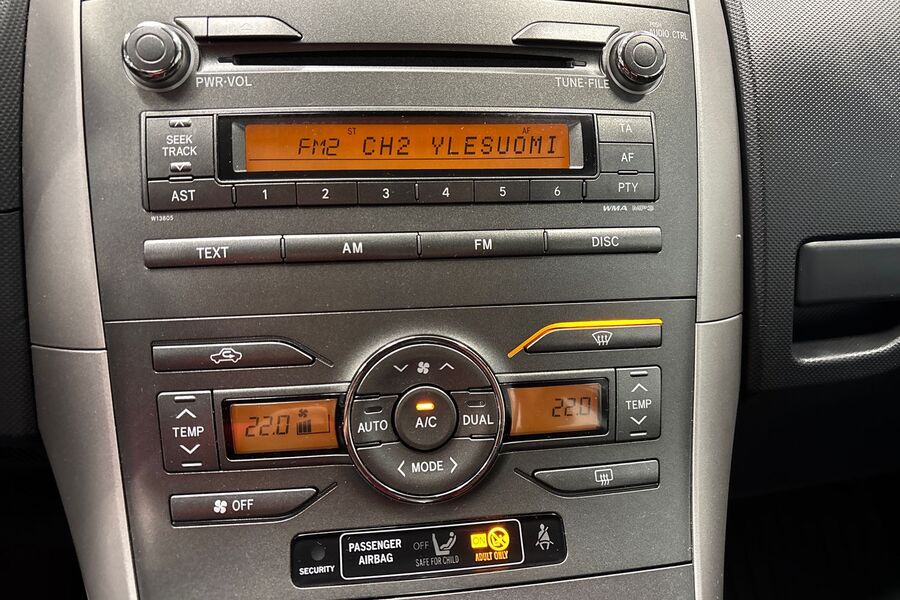 AUDIO CTRL
PWR·VOL
TUNE·FILE
ST
AF
FM2 CH2 YLESUOMI
SEEK
TRACK
TA
AF
PTY
AST
1
2
3
4
5
6
W13805
WMA MP3
TEXT
AM
FM
DISC
TEMP
22.0
AUTO
A/C
DUAL
MODE
22.0
TEMP
OFF
SECURITY
PASSENGER
AIRBAG
OFF
SAFE FOR CHILD
ON
ADULT ONLY